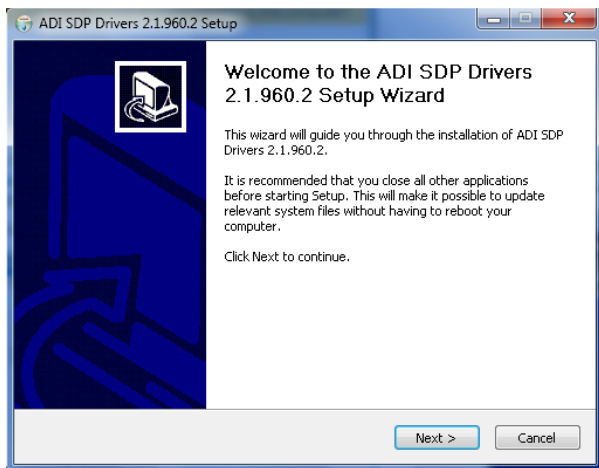 ADI SDP Drivers 2.1.960.2 Setup
Welcome to the ADI SDP Drivers
2.1.960.2 Setup Wizard
This wizard will guide you through the installation of ADI SDP
Drivers 2.1.960.2.
It is recommended that you close all other applications
before starting Setup. This will make it possible to update
relevant system files without having to reboot your
computer.
Click Next to continue.
Next >
Cancel